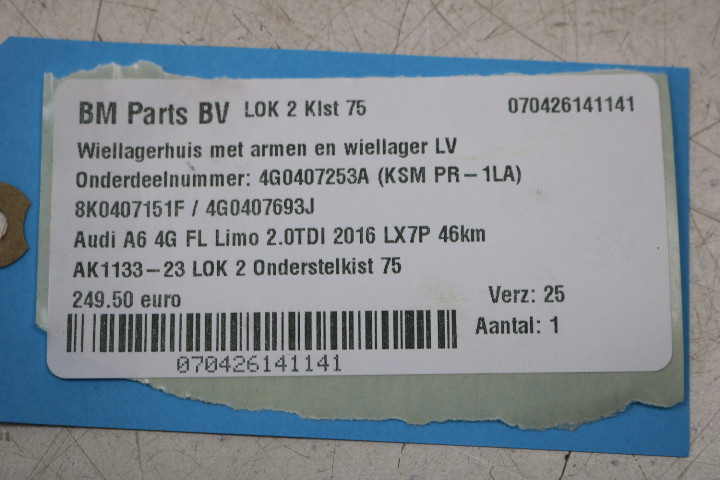 BM Parts BV LOK 2 Klst 75 070426141141
Wiellagerhuis met armen en wiellager LV
Onderdeelnummer: 4G0407253A (KSM PR-1LA)
8K0407151F / 4G0407693J
Audi A6 4G FL Limo 2.0TDI 2016 LX7P 46km
AK1133-23 LOK 2 Onderstelkist 75
249.50 euro Verz: 25
Aantal: 1
070426141141